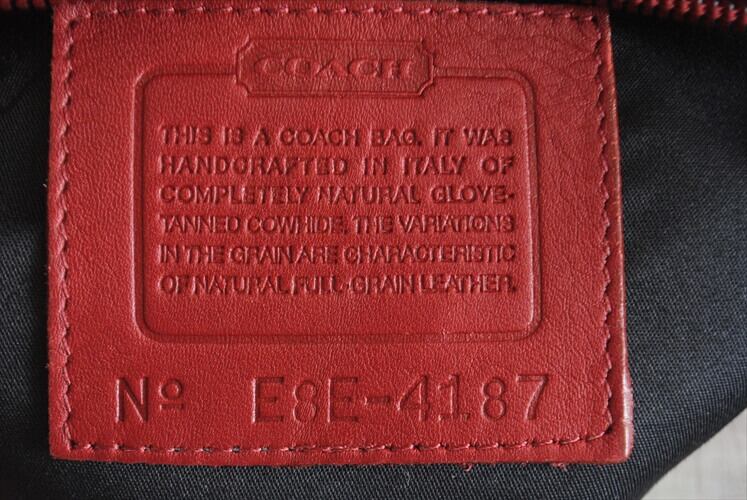 COACH
THIS IS A COACH BAG. IT WAS
HANDCRAFTED IN ITALY OF
COMPLETELY NATURAL GLOVE-
TANNED COWHIDE. THE VARIATIONS
IN THE GRAIN ARE CHARACTERISTIC
OF NATURAL FULL-GRAIN LEATHER.
Nº E8E-4187